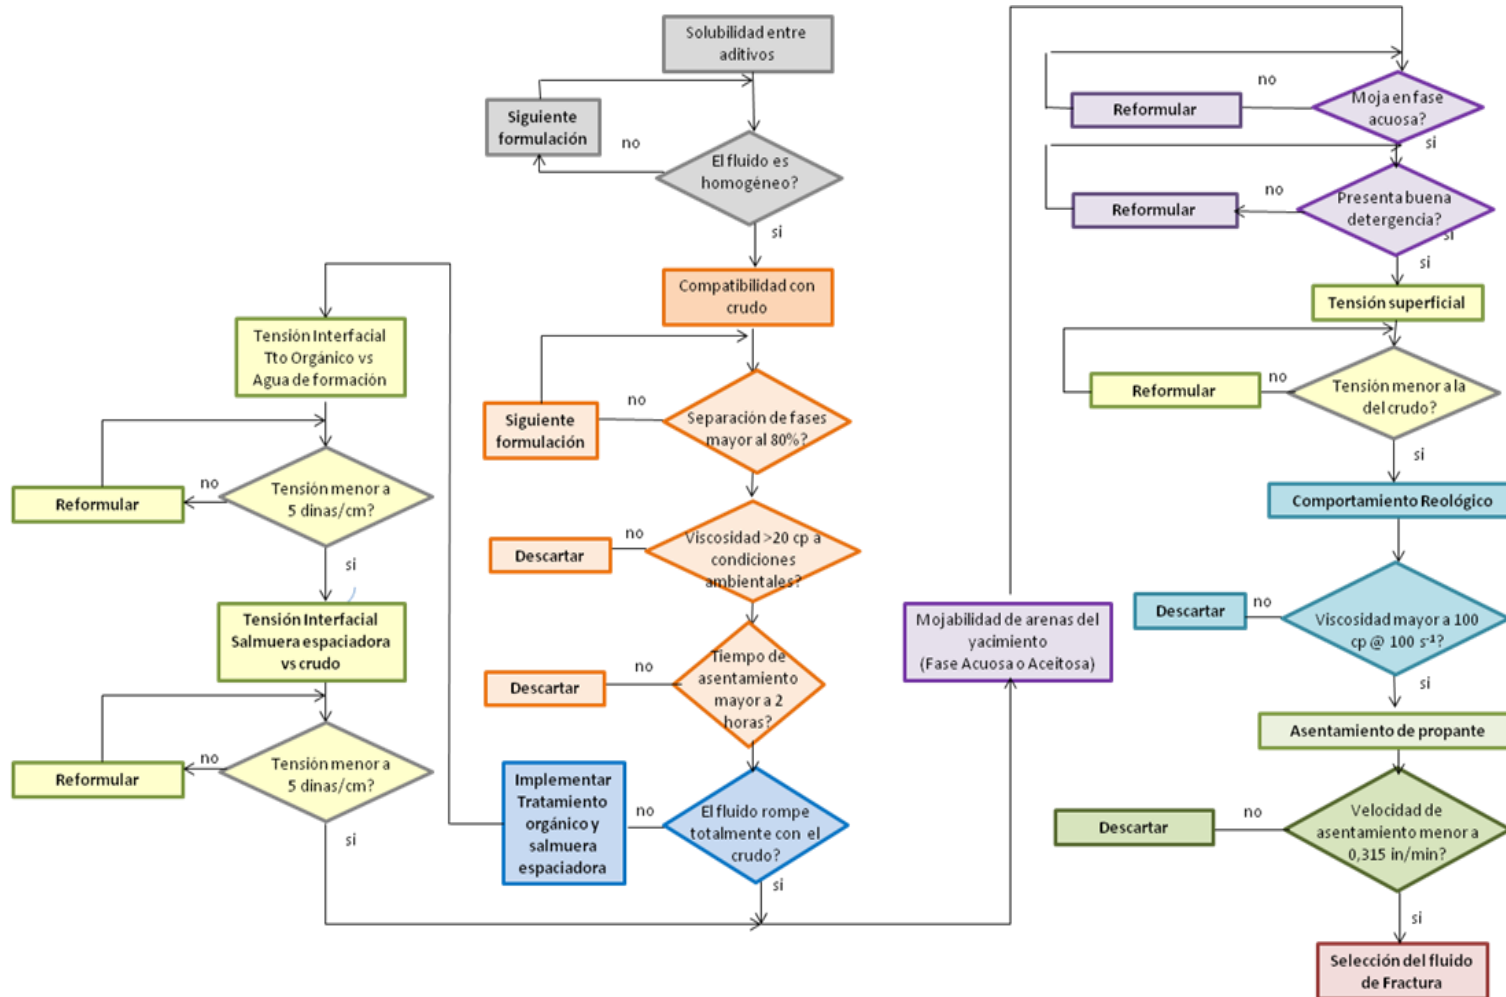 Solubilidad entre
aditivos
Siguiente
formulación
no
El fluido es
homogéneo?
si
Compatibilidad con
crudo
no
Siguiente
formulación
Separación de fases
mayor al 80%?
Descartar
no
Viscosidad >20 cp a
condiciones
ambientales?
Descartar
no
Tiempo de
asentamiento
mayor a 2
horas?
Implementar
Tratamiento
orgánico y
salmuera
espaciadora
no
El fluido rompe
totalmente con el
crudo?
si
Tensión Interfacial
Tto Orgánico vs
Agua de formación
Reformular
no
Tensión menor a
5 dinas/cm?
si
Tensión Interfacial
Salmuera espaciadora
vs crudo
Reformular
no
Tensión menor a
5 dinas/cm?
si
Mojabilidad de arenas del
yacimiento
(Fase Acuosa o Aceitosa)
Reformular
no
Moja en fase
acuosa?
si
Reformular
no
Presenta buena
detergencia?
si
si
Tensión superficial
Reformular
no
Tensión menor a la
del crudo?
si
Comportamiento Reológico
Descartar
no
Viscosidad mayor a 100
cp @ 100 s⁻¹?
si
Asentamiento de propante
Descartar
no
Velocidad de
asentamiento menor a
0,315 in/min?
si
Selección del fluido
de Fractura